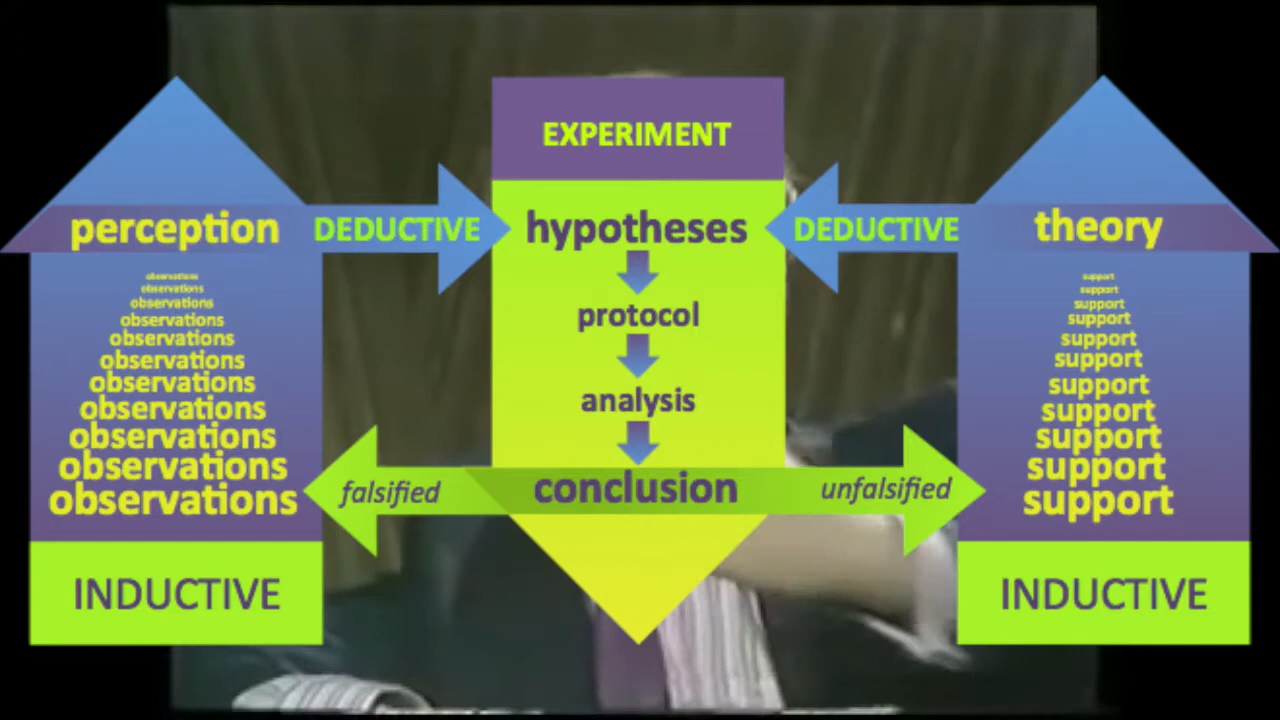 EXPERIMENT
perception
DEDUCTIVE
hypotheses
DEDUCTIVE
theory
observations
observations
observations
observations
observations
observations
observations
observations
observations
observations
observations
protocol
analysis
support
support
support
support
support
support
support
support
support
support
support
falsified
conclusion
unfalsified
INDUCTIVE
INDUCTIVE